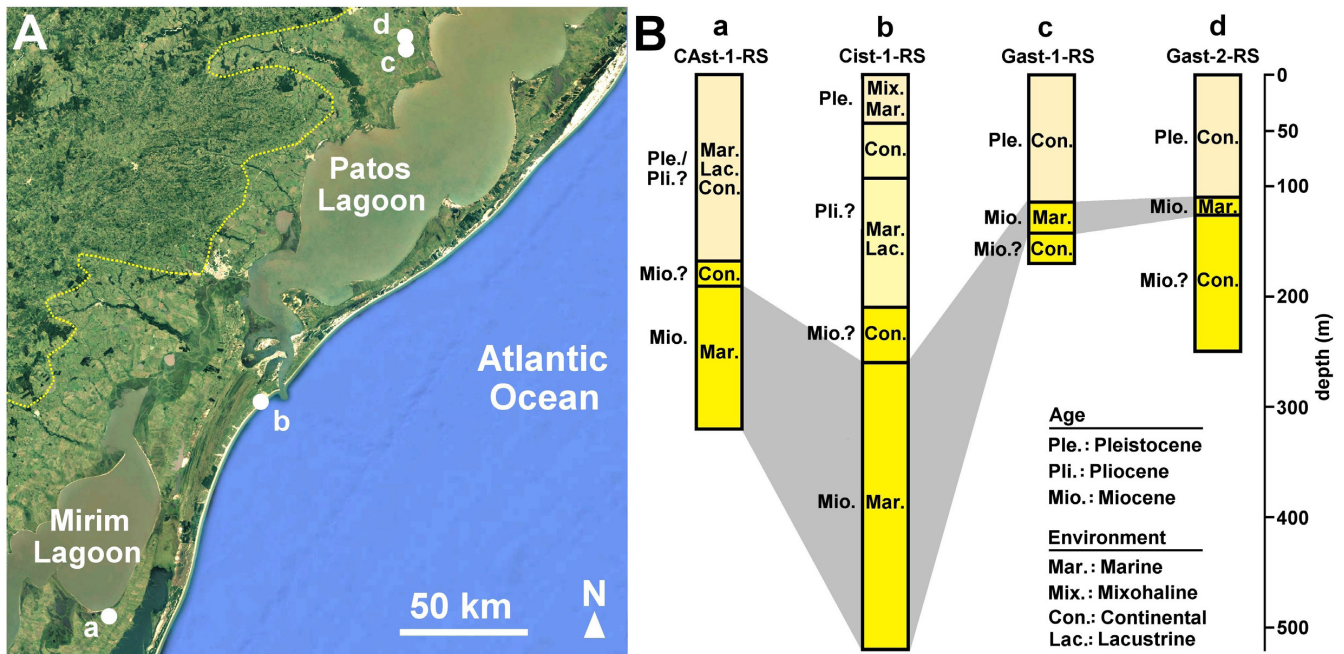 A
d
c
Patos
Lagoon
Atlantic
Ocean
b
Mirim
Lagoon
a
50 km
N
B
a
CAst-1-RS
b
Cist-1-RS
c
Gast-1-RS
d
Gast-2-RS
Ple./
Pli.?
Mar.
Lac.
Con.
Mio.?
Con.
Mio.
Mar.
Ple.
Mix.
Mar.
Con.
Pli.?
Mar.
Lac.
Mio.?
Con.
Mio.
Mar.
Ple.
Con.
Mio.
Mar.
Mio.?
Con.
Ple.
Con.
Mio.
Mar.
Mio.?
Con.
0
50
100
200
300
400
500
depth (m)
Age
Ple.: Pleistocene
Pli.: Pliocene
Mio.: Miocene
Environment
Mar.: Marine
Mix.: Mixohaline
Con.: Continental
Lac.: Lacustrine